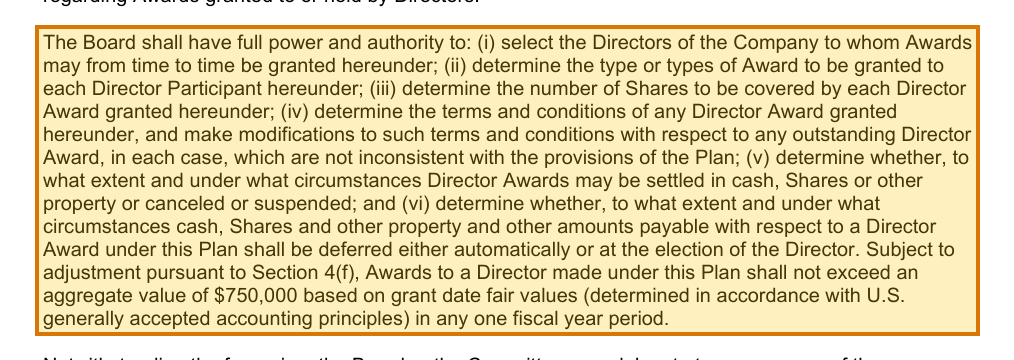 regarding Awards granted to or held by Directors.
The Board shall have full power and authority to: (i) select the Directors of the Company to whom Awards
may from time to time be granted hereunder; (ii) determine the type or types of Award to be granted to
each Director Participant hereunder; (iii) determine the number of Shares to be covered by each Director
Award granted hereunder; (iv) determine the terms and conditions of any Director Award granted
hereunder, and make modifications to such terms and conditions with respect to any outstanding Director
Award, in each case, which are not inconsistent with the provisions of the Plan; (v) determine whether, to
what extent and under what circumstances Director Awards may be settled in cash, Shares or other
property or canceled or suspended; and (vi) determine whether, to what extent and under what
circumstances cash, Shares and other property and other amounts payable with respect to a Director
Award under this Plan shall be deferred either automatically or at the election of the Director. Subject to
adjustment pursuant to Section 4(f), Awards to a Director made under this Plan shall not exceed an
aggregate value of $750,000 based on grant date fair values (determined in accordance with U.S.
generally accepted accounting principles) in any one fiscal year period.